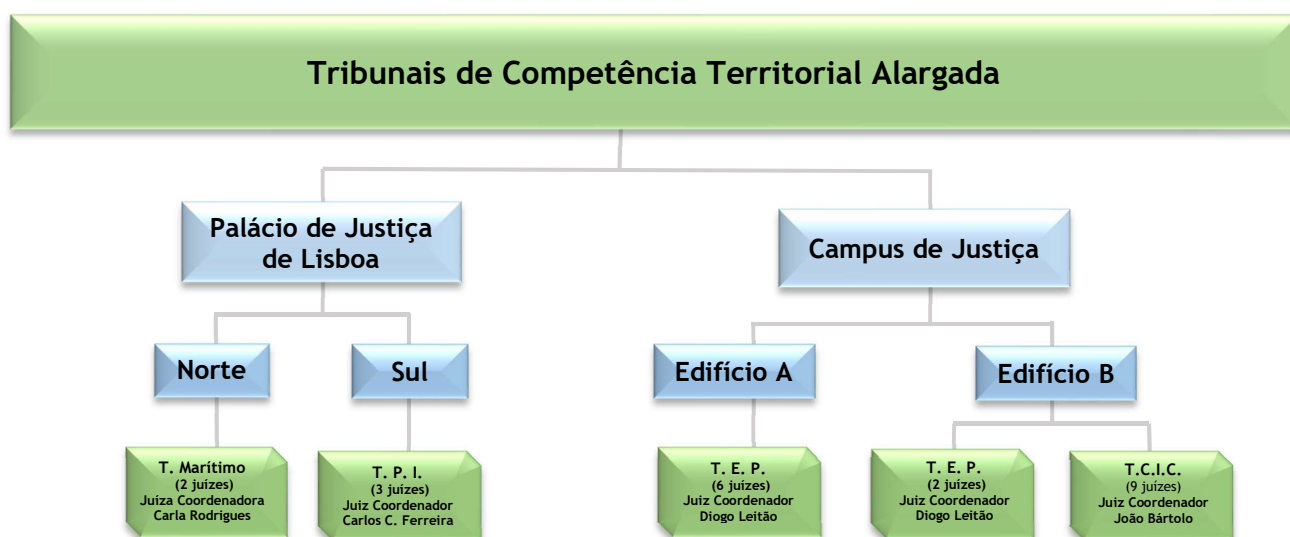 Tribunais de Competência Territorial Alargada
Palácio de Justiça
de Lisboa
Campus de Justiça
Norte
Sul
Edifício A
Edifício B
T. Marítimo
(2 juízes)
Juíza Coordenadora
Carla Rodrigues
T. P. I.
(3 juízes)
Juiz Coordenador
Carlos C. Ferreira
T. E. P.
(6 juízes)
Juiz Coordenador
Diogo Leitão
T. E. P.
(2 juízes)
Juiz Coordenador
Diogo Leitão
T.C.I.C.
(9 juízes)
Juiz Coordenador
João Bártolo